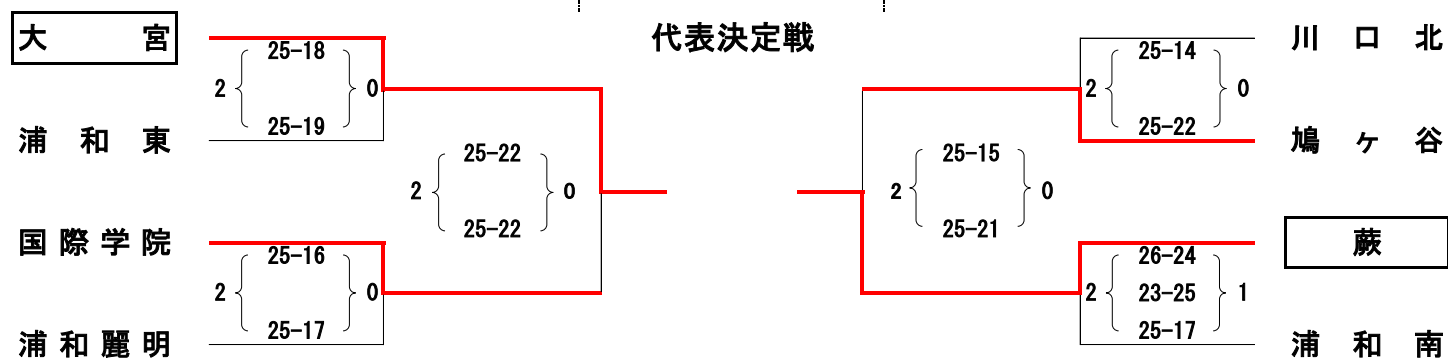 代表決定戦
大宮
25-18
2 0
25-19
浦和東
25-22
2 0
25-22
国際学院
25-16
2 0
25-17
浦和麗明
川口北
25-14
2 0
25-22
鳩ヶ谷
25-15
2 0
25-21
蕨
26-24
2 23-25 1
25-17
浦和南